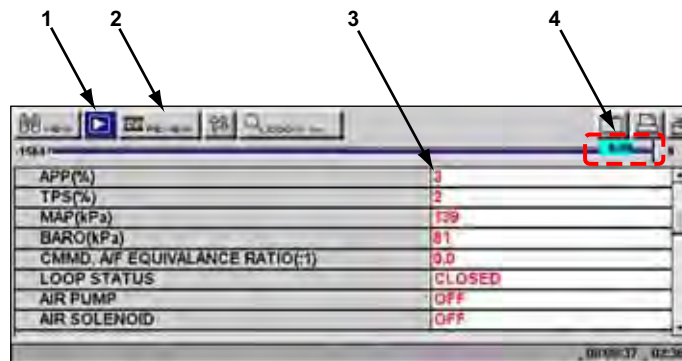 1 2 3 4
APP(%) 3
TPS(%) 2
MAP(kPa) 139
BARO(kPa) 81
CMMD. A/F EQUIVALANCE RATIO(:1) 0.0
LOOP STATUS CLOSED
AIR PUMP OFF
AIR SOLENOID OFF